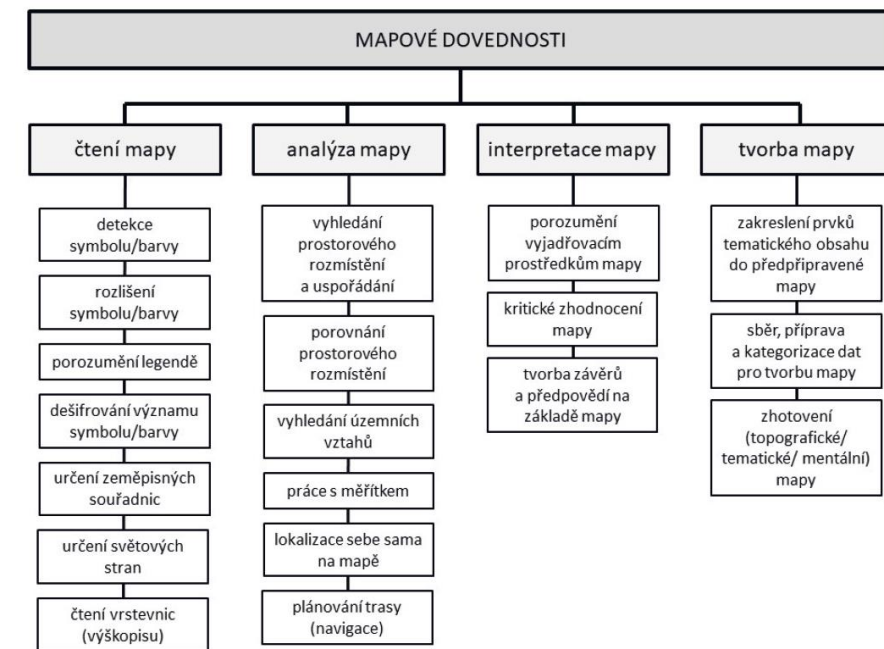 MAPOVÉ DOVEDNOSTI
čtení mapy
detekce
symbolu/barvy
rozlišení
symbolu/barvy
porozumění legendě
dešifrování významu
symbolu/barvy
určení zeměpisných
souřadnic
určení světových
stran
čtení vrstevnic
(výškopisu)
analýza mapy
vyhledání
prostorového
rozmístění
a uspořádání
porovnání
prostorového
rozmístění
vyhledání územních
vztahů
práce s měřítkem
lokalizace sebe sama
na mapě
plánování trasy
(navigace)
interpretace mapy
porozumění
vyjadřovacím
prostředkům mapy
kritické zhodnocení
mapy
tvorba závěrů
a předpovědí na
základě mapy
tvorba mapy
zakreslení prvků
tematického obsahu
do předpřipravené
mapy
sběr, příprava
a kategorizace dat
pro tvorbu mapy
zhotovení
(topografické/
tematické/ mentální)
mapy